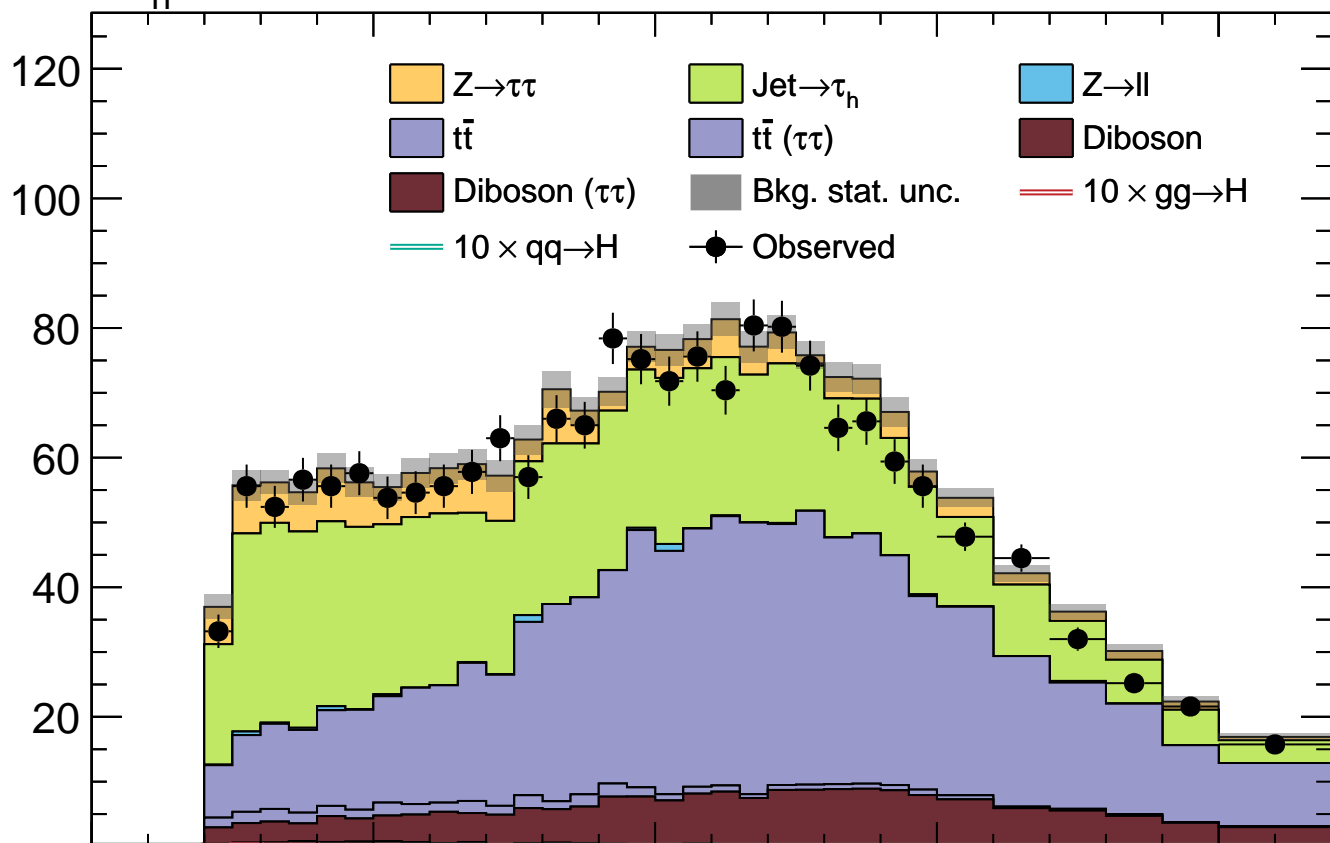 120
100
80
60
40
20
Z→ττ Jet→τₕ Z→ll
tt̄ tt̄ (ττ) Diboson
Diboson (ττ) Bkg. stat. unc. 10 × gg→H
10 × qq→H Observed